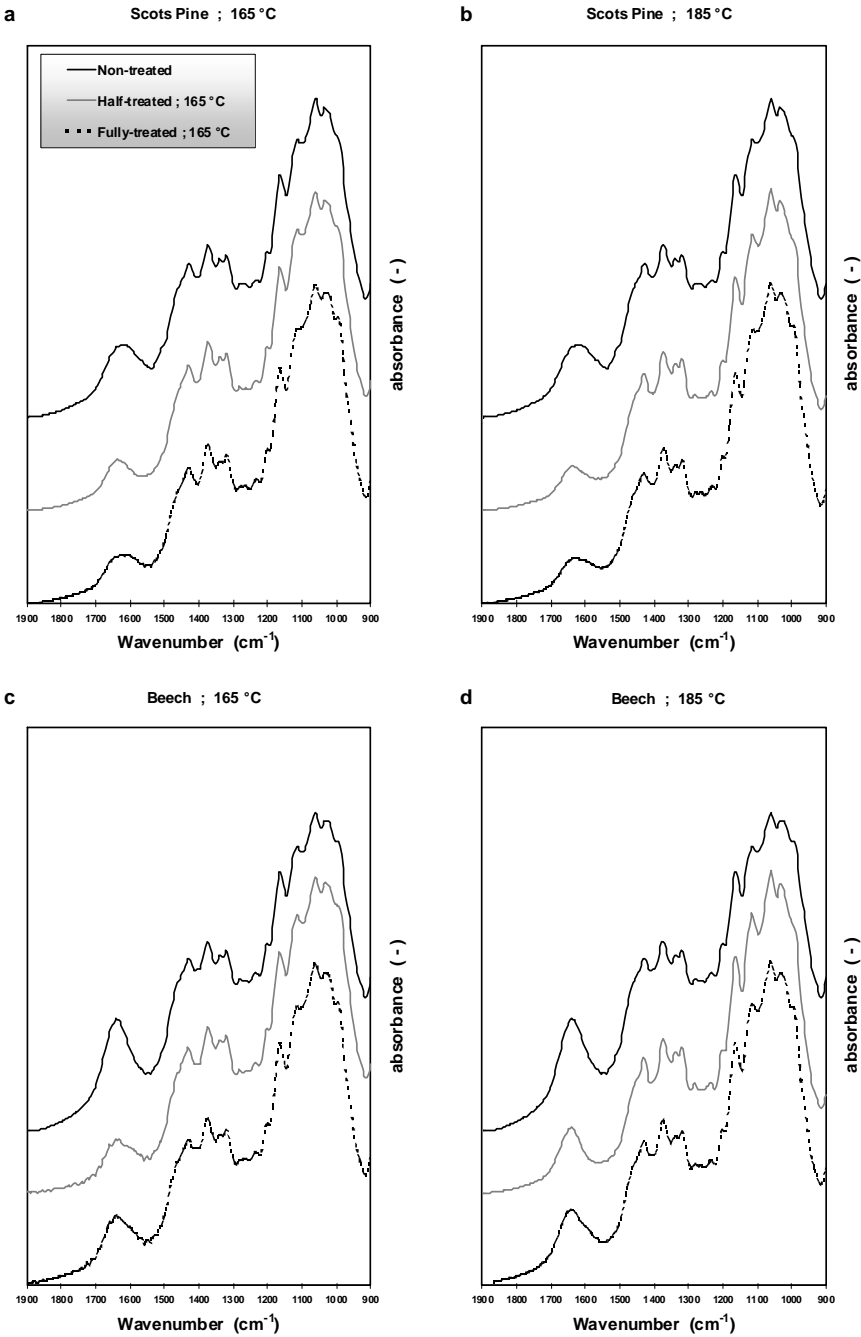 a
Scots Pine ; 165 °C
Non-treated
Half-treated ; 165 °C
Fully-treated ; 165 °C
absorbance ( - )
1900 1800 1700 1600 1500 1400 1300 1200 1100 1000 900
Wavenumber (cm⁻¹)
b
Scots Pine ; 185 °C
absorbance ( - )
1900 1800 1700 1600 1500 1400 1300 1200 1100 1000 900
Wavenumber (cm⁻¹)
c
Beech ; 165 °C
absorbance ( - )
1900 1800 1700 1600 1500 1400 1300 1200 1100 1000 900
Wavenumber (cm⁻¹)
d
Beech ; 185 °C
absorbance ( - )
1900 1800 1700 1600 1500 1400 1300 1200 1100 1000 900
Wavenumber (cm⁻¹)